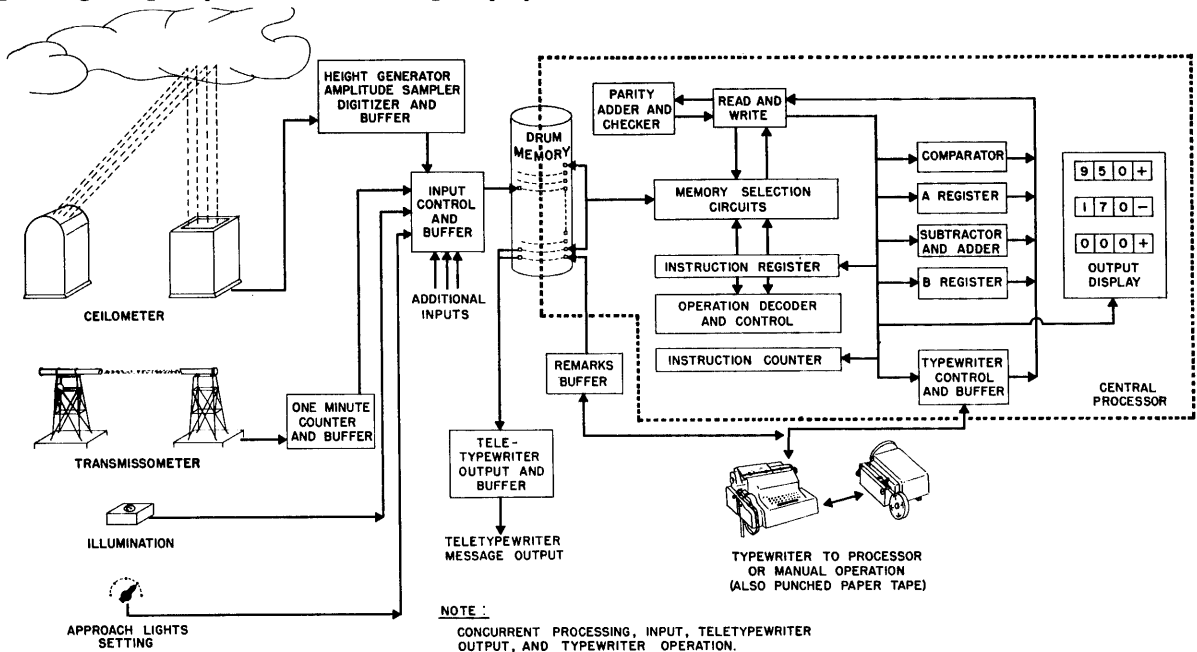 HEIGHT GENERATOR
AMPLITUDE SAMPLER
DIGITIZER AND
BUFFER
CEILOMETER
INPUT
CONTROL
AND
BUFFER
ADDITIONAL
INPUTS
DRUM
MEMORY
PARITY
ADDER AND
CHECKER
READ AND
WRITE
MEMORY SELECTION
CIRCUITS
INSTRUCTION REGISTER
OPERATION DECODER
AND CONTROL
INSTRUCTION COUNTER
COMPARATOR
A REGISTER
SUBTRACTOR
AND ADDER
B REGISTER
TYPEWRITER
CONTROL
AND BUFFER
9 5 0 +
1 7 0 -
0 0 0 +
OUTPUT
DISPLAY
CENTRAL
PROCESSOR
REMARKS
BUFFER
ONE MINUTE
COUNTER
AND BUFFER
TRANSMISSOMETER
TELE-
TYPEWRITER
OUTPUT AND
BUFFER
TELETYPEWRITER
MESSAGE OUTPUT
ILLUMINATION
TYPEWRITER TO PROCESSOR
OR MANUAL OPERATION
(ALSO PUNCHED PAPER TAPE)
APPROACH LIGHTS
SETTING
NOTE :
CONCURRENT PROCESSING, INPUT, TELETYPEWRITER
OUTPUT, AND TYPEWRITER OPERATION.